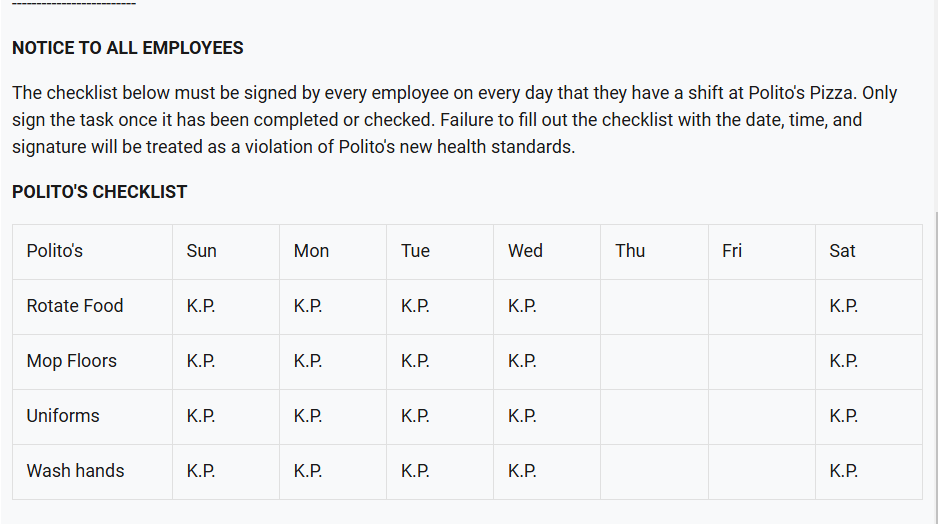 -------------------------
NOTICE TO ALL EMPLOYEES
The checklist below must be signed by every employee on every day that they have a shift at Polito's Pizza. Only
sign the task once it has been completed or checked. Failure to fill out the checklist with the date, time, and
signature will be treated as a violation of Polito's new health standards.
POLITO'S CHECKLIST
Polito's Sun Mon Tue Wed Thu Fri Sat
Rotate Food K.P. K.P. K.P. K.P. K.P.
Mop Floors K.P. K.P. K.P. K.P. K.P.
Uniforms K.P. K.P. K.P. K.P. K.P.
Wash hands K.P. K.P. K.P. K.P. K.P.